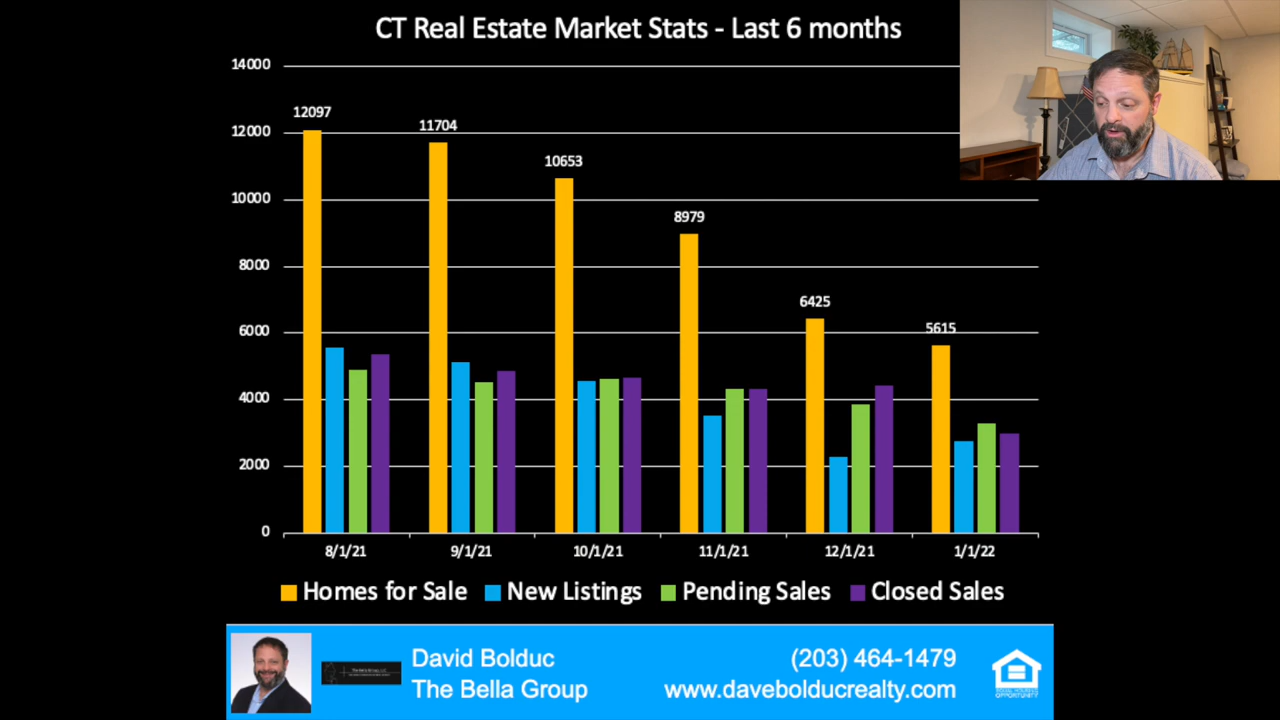 CT Real Estate Market Stats - Last 6 months
14000
12000
10000
8000
6000
4000
2000
0
12097
11704
10653
8979
6425
5615
8/1/21
9/1/21
10/1/21
11/1/21
12/1/21
1/1/22
Homes for Sale
New Listings
Pending Sales
Closed Sales
David Bolduc
The Bella Group
(203) 464-1479
www.davebolducrealty.com